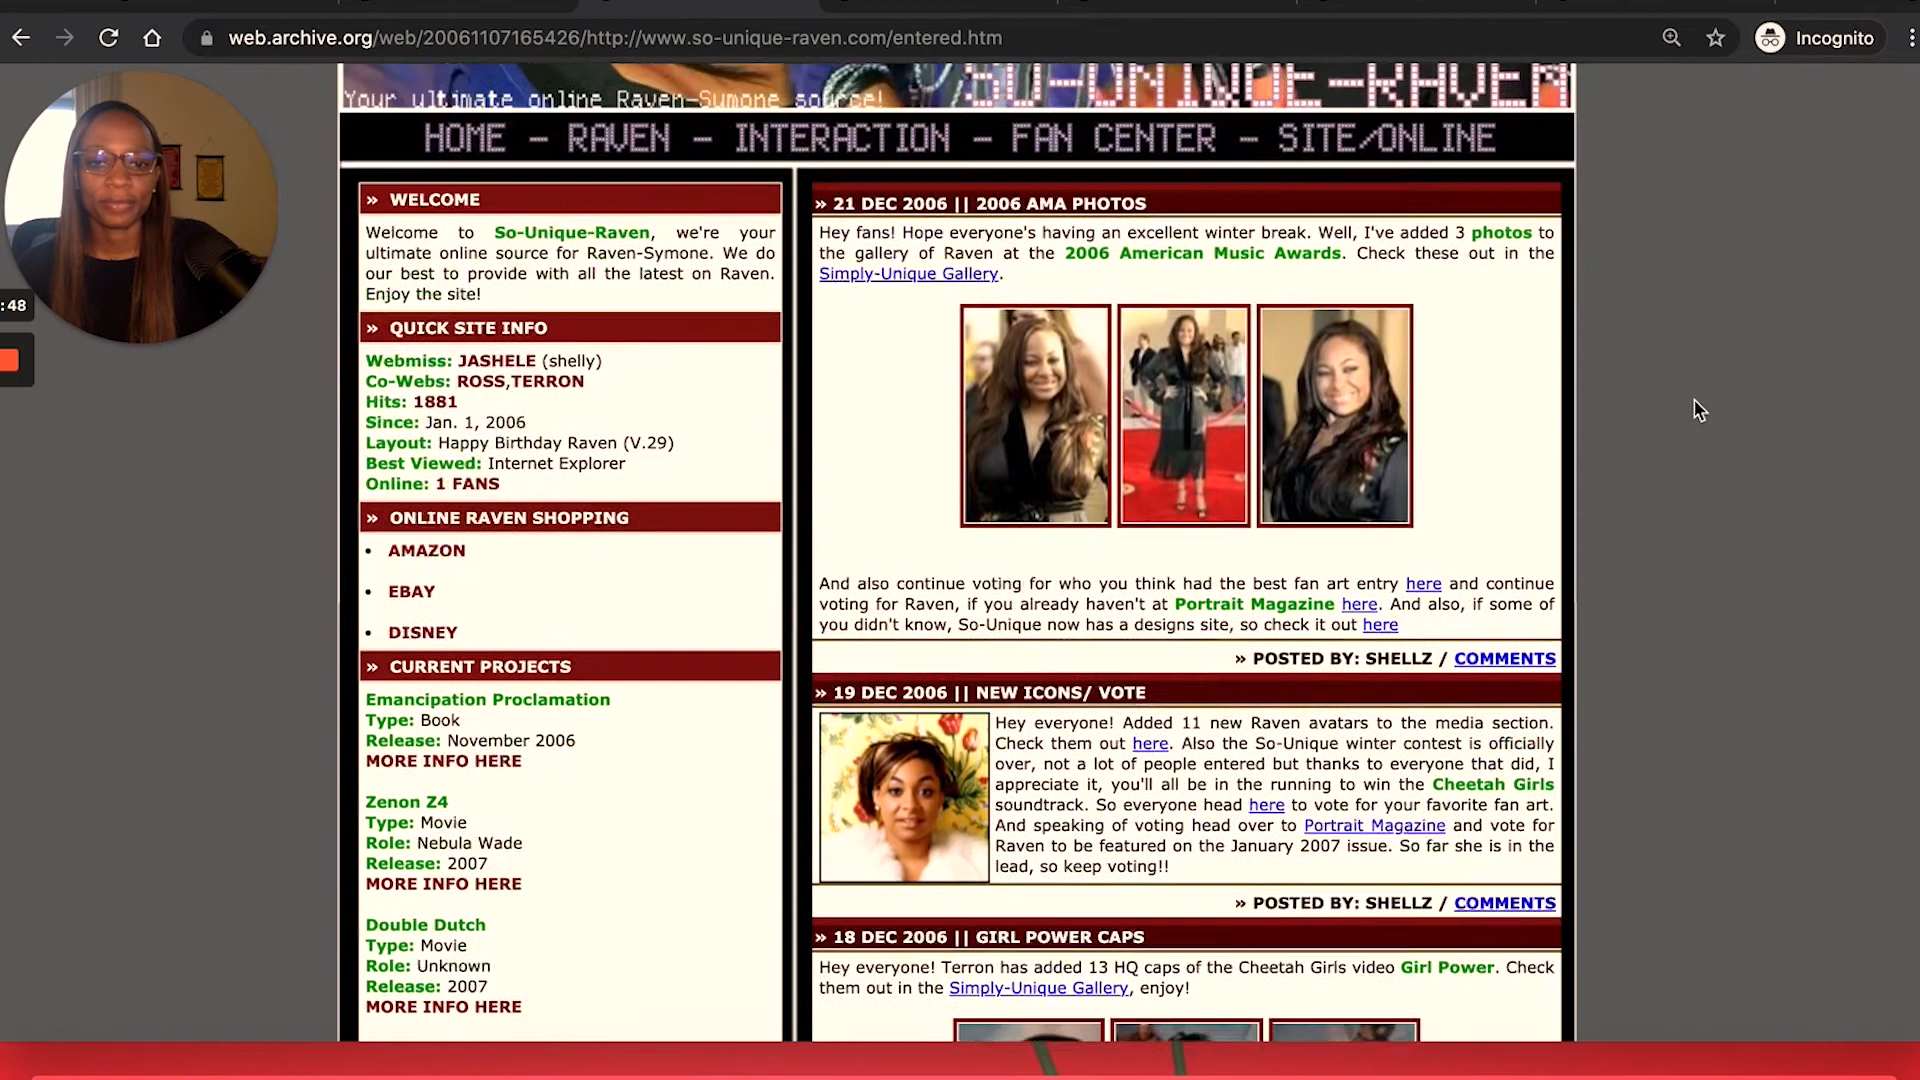 web.archive.org/web/20061107165426/http://www.so-unique-raven.com/entered.htm
Incognito
:48
Your ultimate online Raven-Symone source!
SO-UNIQUE-RAVEN
HOME - RAVEN - INTERACTION - FAN CENTER - SITE/ONLINE
» WELCOME
Welcome to So-Unique-Raven, we're your
ultimate online source for Raven-Symone. We do
our best to provide with all the latest on Raven.
Enjoy the site!
» QUICK SITE INFO
Webmiss: JASHELE (shelly)
Co-Webs: ROSS,TERRON
Hits: 1881
Since: Jan. 1, 2006
Layout: Happy Birthday Raven (V.29)
Best Viewed: Internet Explorer
Online: 1 FANS
» ONLINE RAVEN SHOPPING
• AMAZON
• EBAY
• DISNEY
» CURRENT PROJECTS
Emancipation Proclamation
Type: Book
Release: November 2006
MORE INFO HERE
Zenon Z4
Type: Movie
Role: Nebula Wade
Release: 2007
MORE INFO HERE
Double Dutch
Type: Movie
Role: Unknown
Release: 2007
MORE INFO HERE
» 21 DEC 2006 || 2006 AMA PHOTOS
Hey fans! Hope everyone's having an excellent winter break. Well, I've added 3 photos to
the gallery of Raven at the 2006 American Music Awards. Check these out in the
Simply-Unique Gallery.
And also continue voting for who you think had the best fan art entry here and continue
voting for Raven, if you already haven't at Portrait Magazine here. And also, if some of
you didn't know, So-Unique now has a designs site, so check it out here
» POSTED BY: SHELLZ / COMMENTS
» 19 DEC 2006 || NEW ICONS/ VOTE
Hey everyone! Added 11 new Raven avatars to the media section.
Check them out here. Also the So-Unique winter contest is officially
over, not a lot of people entered but thanks to everyone that did, I
appreciate it, you'll all be in the running to win the Cheetah Girls
soundtrack. So everyone head here to vote for your favorite fan art.
And speaking of voting head over to Portrait Magazine and vote for
Raven to be featured on the January 2007 issue. So far she is in the
lead, so keep voting!!
» POSTED BY: SHELLZ / COMMENTS
» 18 DEC 2006 || GIRL POWER CAPS
Hey everyone! Terron has added 13 HQ caps of the Cheetah Girls video Girl Power. Check
them out in the Simply-Unique Gallery, enjoy!